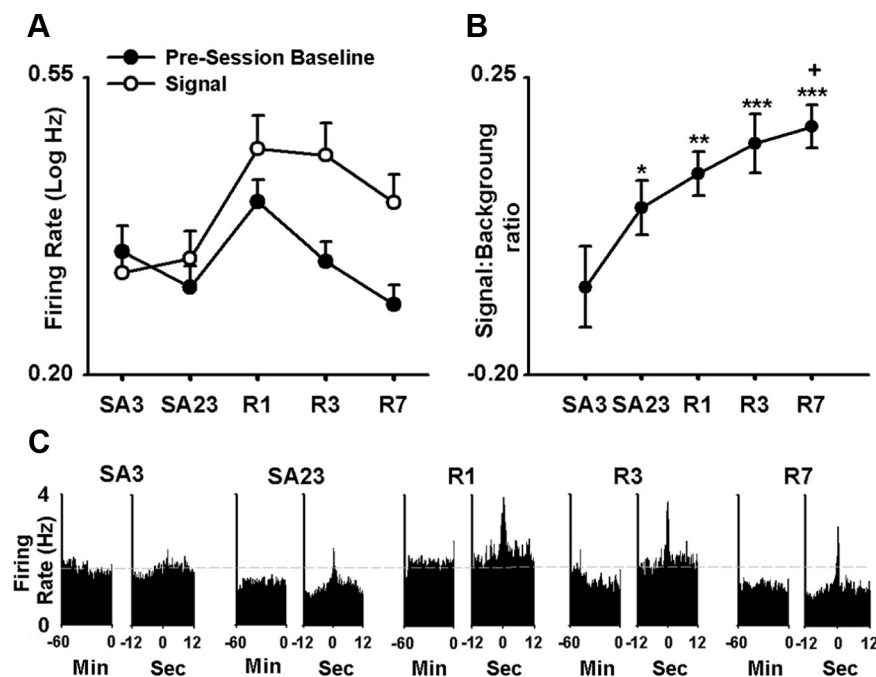 A
Pre-Session Baseline
Signal
0.55
Firing Rate (Log Hz)
0.20
SA3 SA23 R1 R3 R7
B
0.25
Signal:Backgroung
ratio
-0.20
* ** *** + ***
SA3 SA23 R1 R3 R7
C
SA3 SA23 R1 R3 R7
4
Firing
Rate (Hz)
0
-60 0 -12 0 12 -60 0 -12 0 12 -60 0 -12 0 12 -60 0 -12 0 12 -60 0 -12 0 12
Min Sec Min Sec Min Sec Min Sec Min Sec